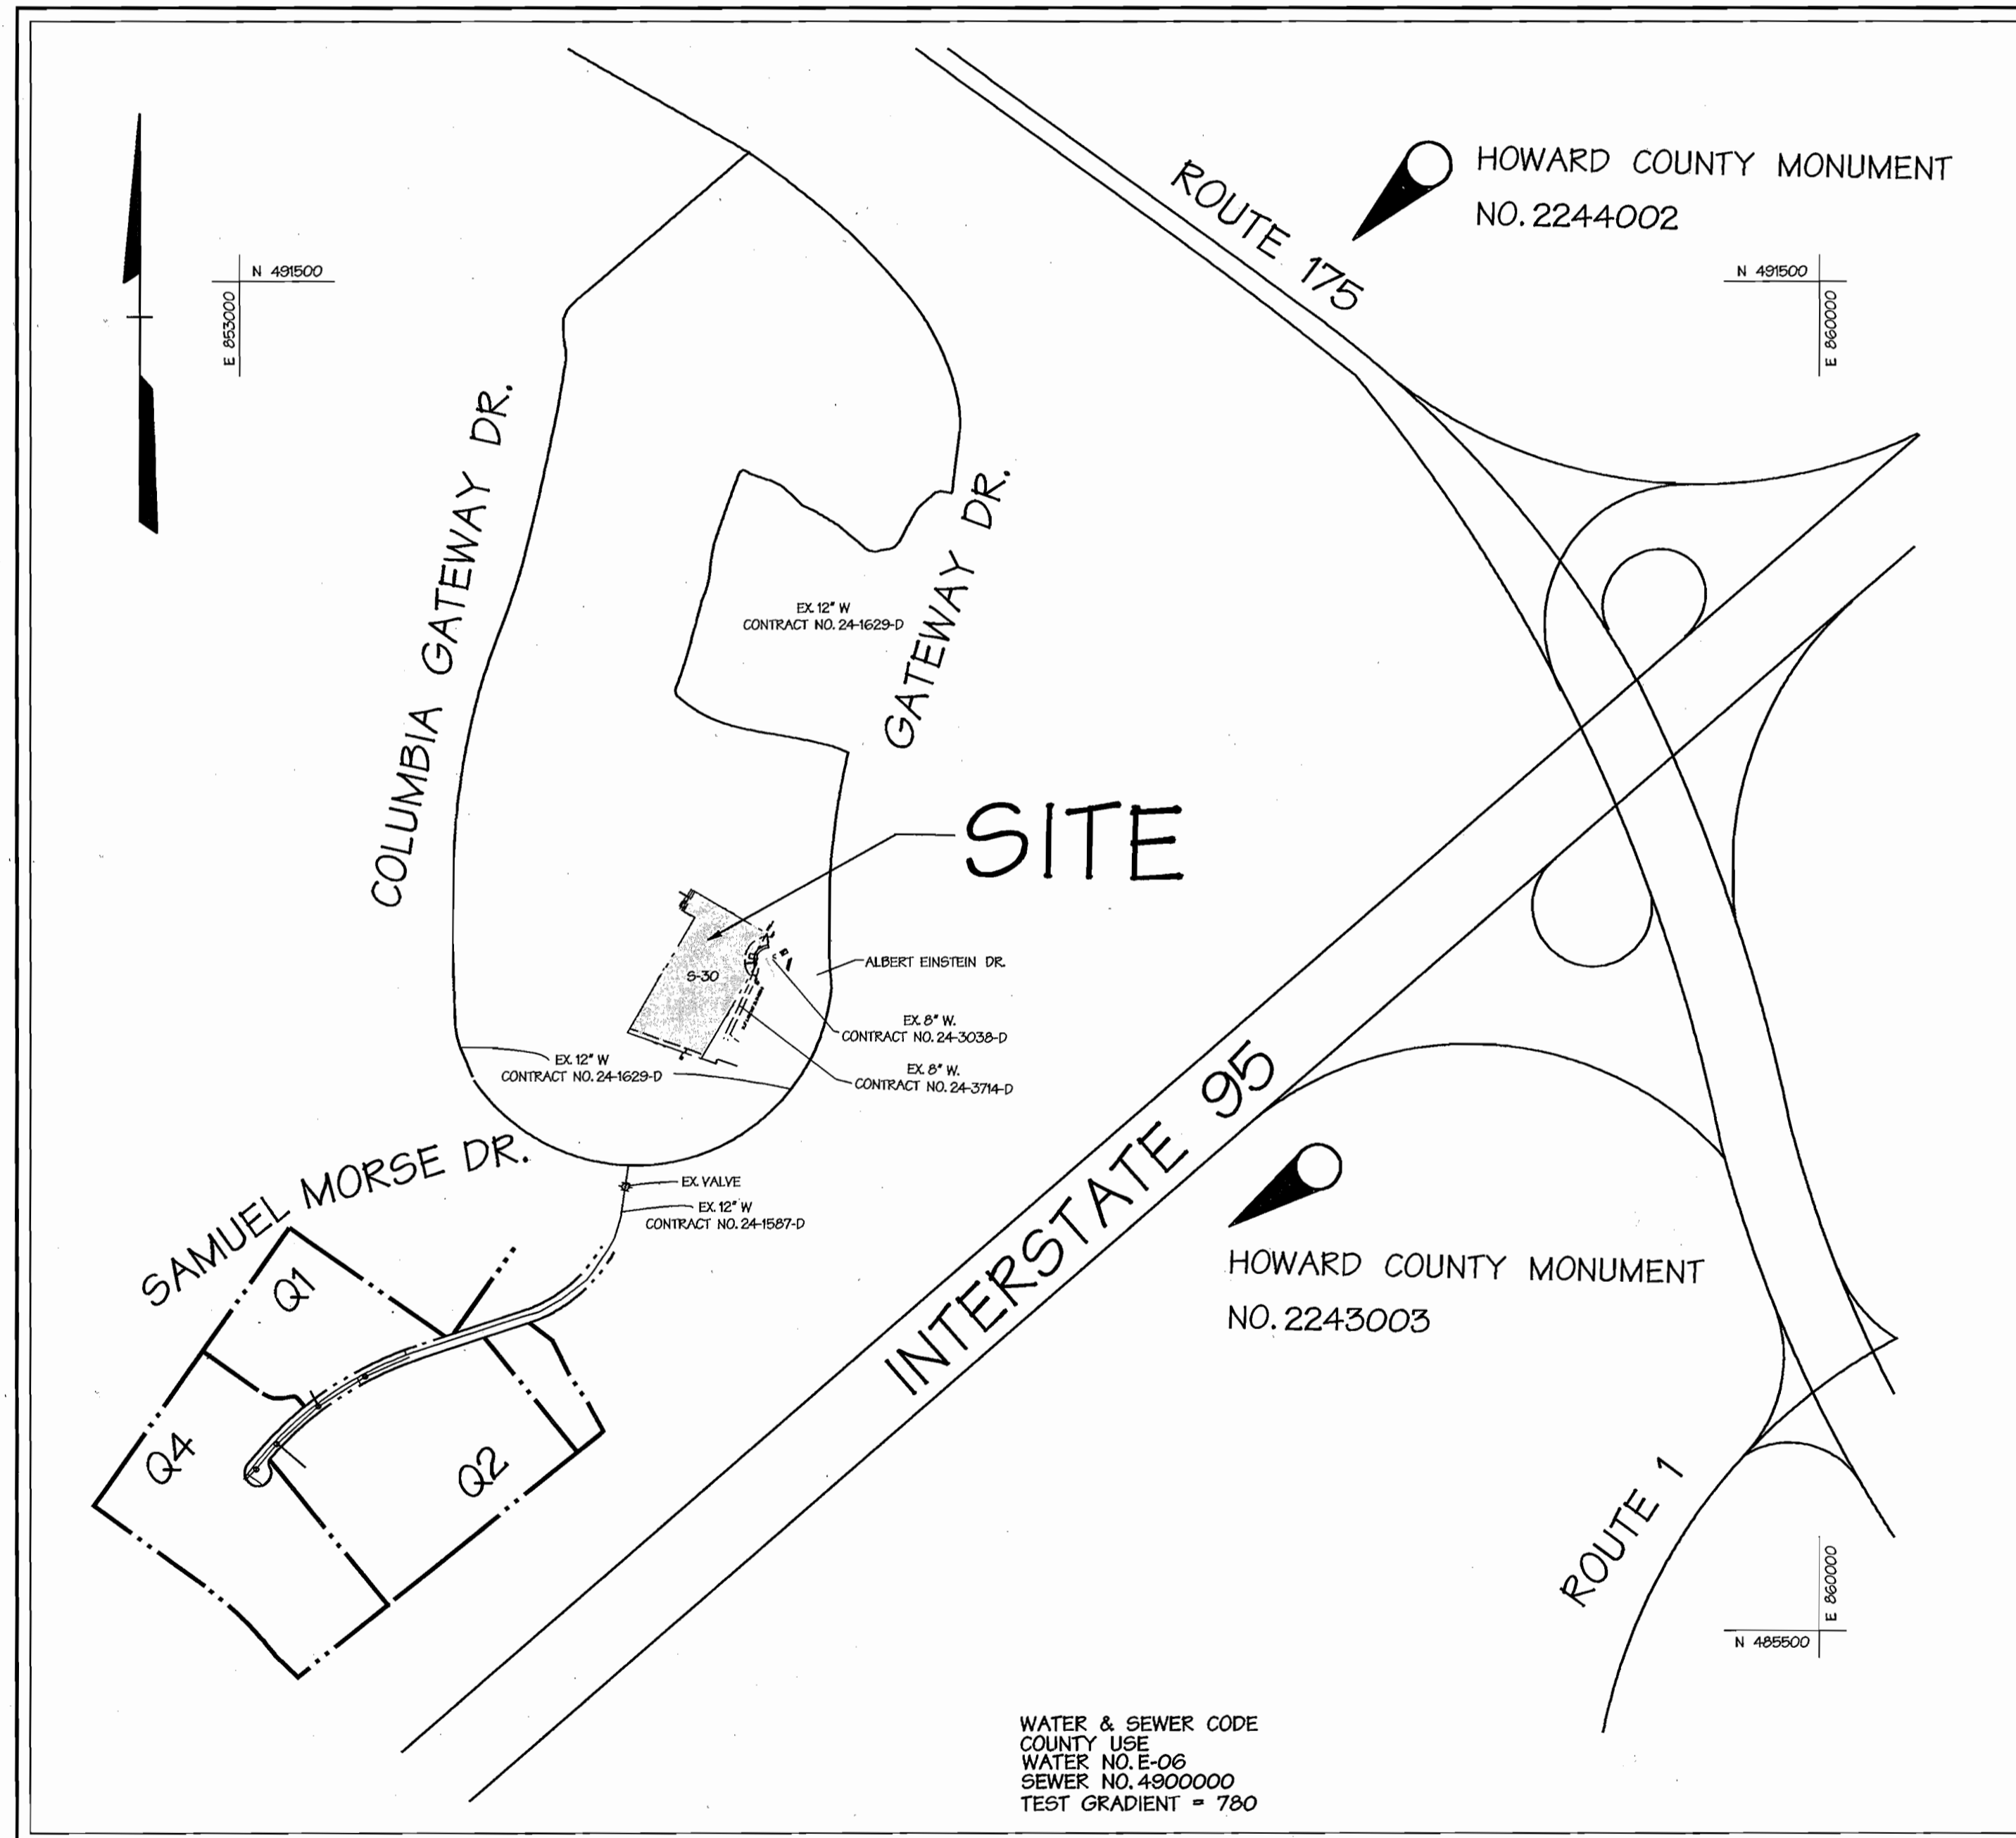 HOWARD COUNTY MONUMENT
NO. 2244002
ROUTE 175
N 491500
E 853000
N 491500
E 860000
COLUMBIA GATEWAY DR.
GATEWAY DR.
EX. 12" W
CONTRACT NO. 24-1629-D
SITE
S-30
ALBERT EINSTEIN DR.
EX. 8" W.
CONTRACT NO. 24-3038-D
EX. 12" W
CONTRACT NO. 24-1629-D
EX. 8" W.
CONTRACT NO. 24-3714-D
INTERSTATE 95
SAMUEL MORSE DR.
EX. VALVE
EX. 12" W
CONTRACT NO. 24-1587-D
HOWARD COUNTY MONUMENT
NO. 2243003
Q1
Q4
Q2
ROUTE 1
E 860000
N 485500
WATER & SEWER CODE
COUNTY USE
WATER NO. E-06
SEWER NO. 4900000
TEST GRADIENT = 780